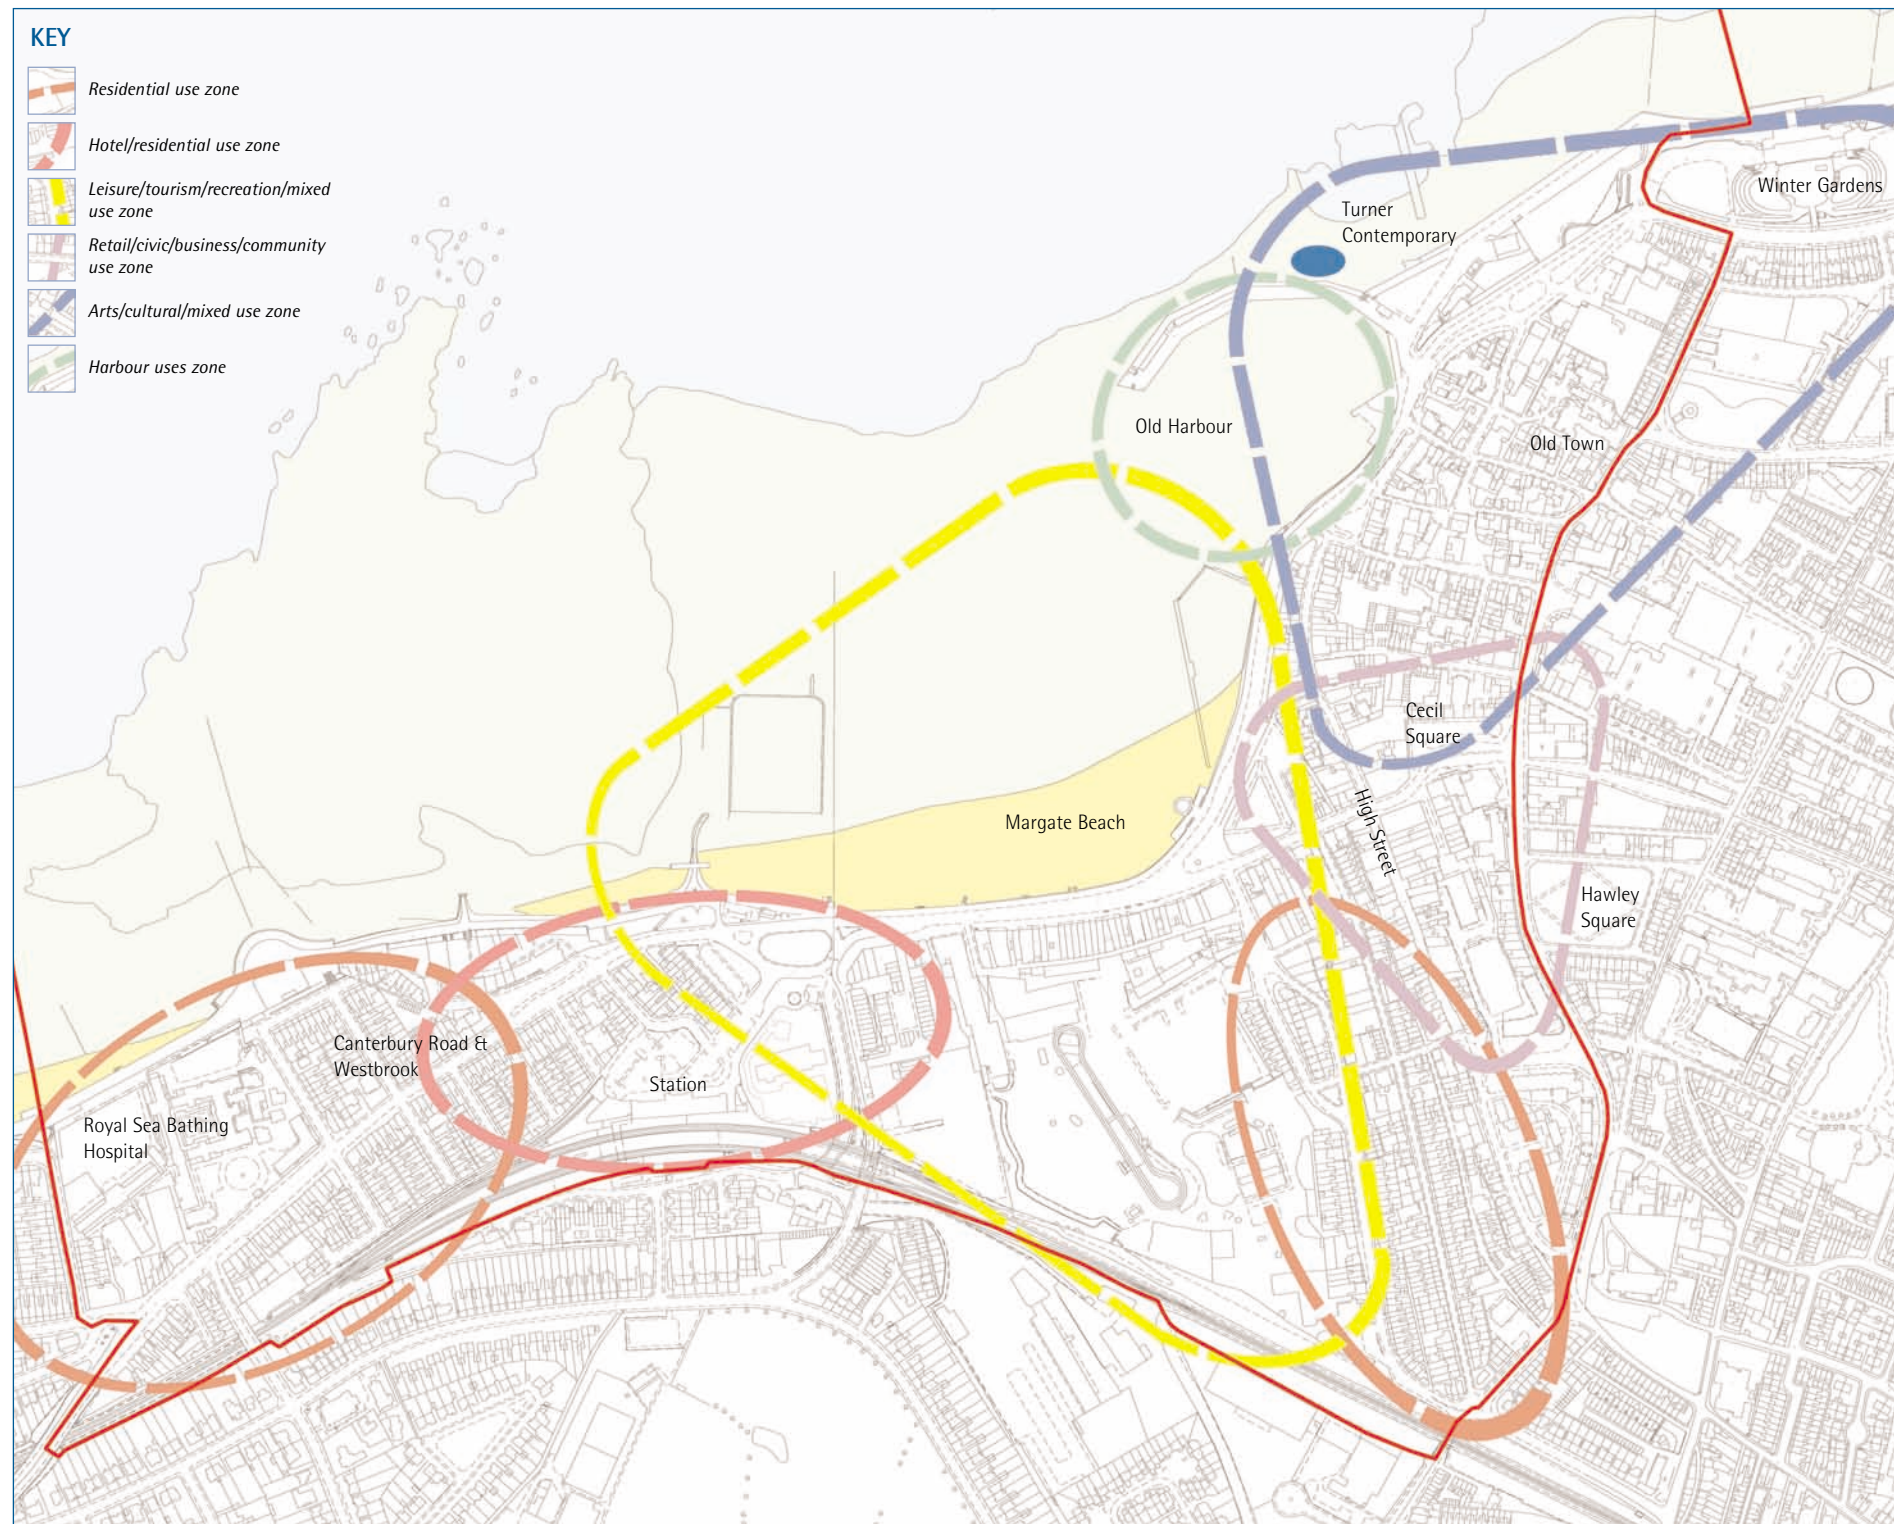 KEY
Residential use zone
Hotel/residential use zone
Leisure/tourism/recreation/mixed
use zone
Retail/civic/business/community
use zone
Arts/cultural/mixed use zone
Harbour uses zone
Winter Gardens
Turner
Contemporary
Old Harbour
Old Town
Cecil
Square
High Street
Margate Beach
Hawley
Square
Canterbury Road &
Westbrook
Station
Royal Sea Bathing
Hospital